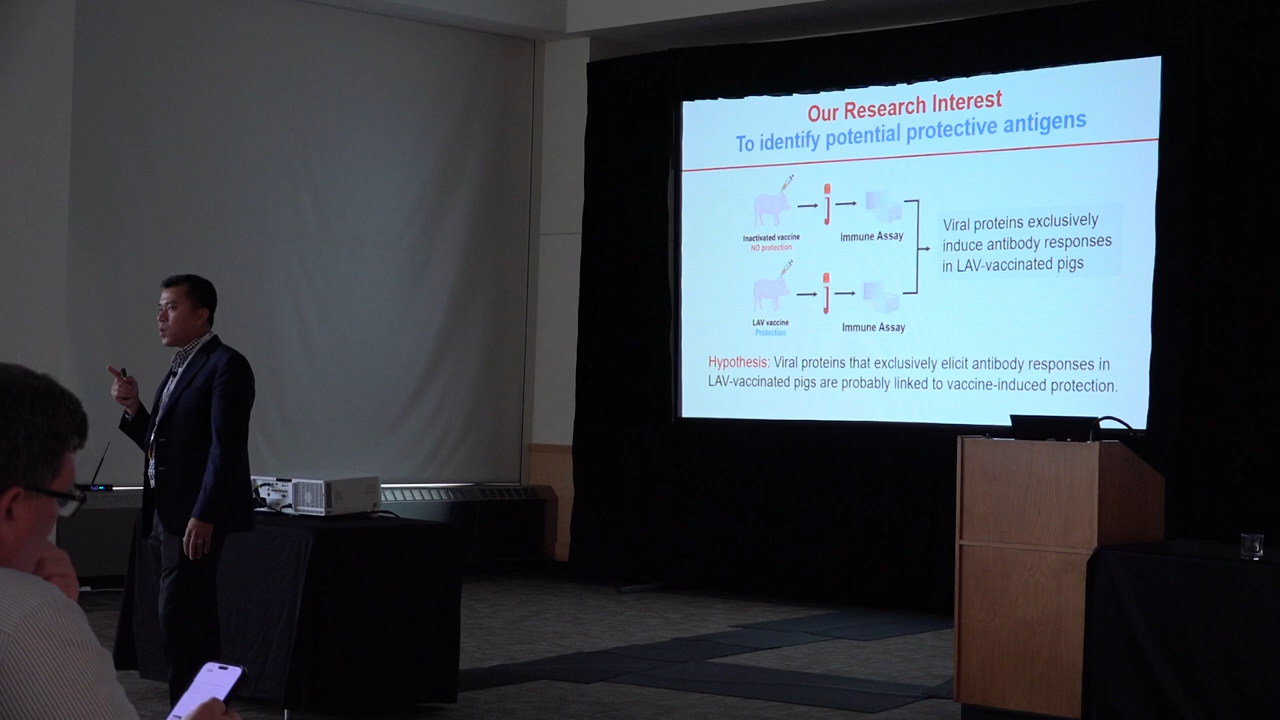 Our Research Interest
To identify potential protective antigens
Inactivated vaccine
NO protection
Immune Assay
Viral proteins exclusively
induce antibody responses
in LAV-vaccinated pigs
LAV vaccine
Protection
Immune Assay
Hypothesis: Viral proteins that exclusively elicit antibody responses in
LAV-vaccinated pigs are probably linked to vaccine-induced protection.